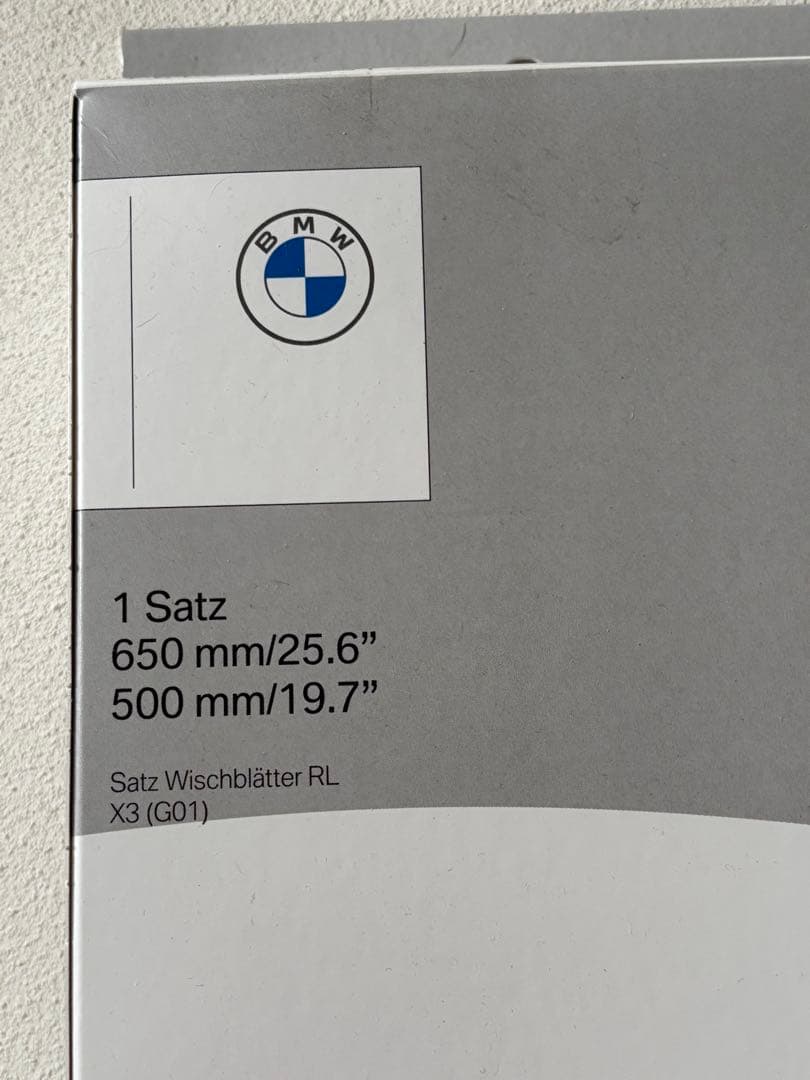 BMW
1 Satz
650 mm/25.6”
500 mm/19.7”
Satz Wischblätter RL
X3 (G01)